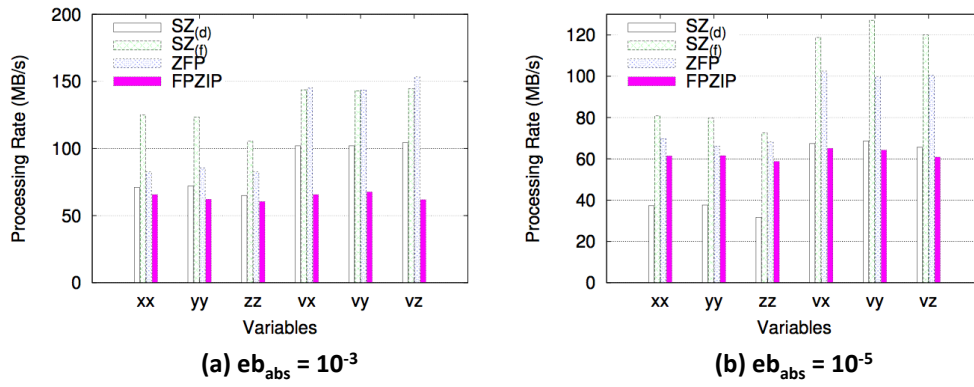 200
150
100
50
0
Processing Rate (MB/s)
SZ(d)
SZ(f)
ZFP
FPZIP
xx yy zz vx vy vz
Variables
(a) ebabs = 10-3
120
100
80
60
40
20
0
Processing Rate (MB/s)
SZ(d)
SZ(f)
ZFP
FPZIP
xx yy zz vx vy vz
Variables
(b) ebabs = 10-5